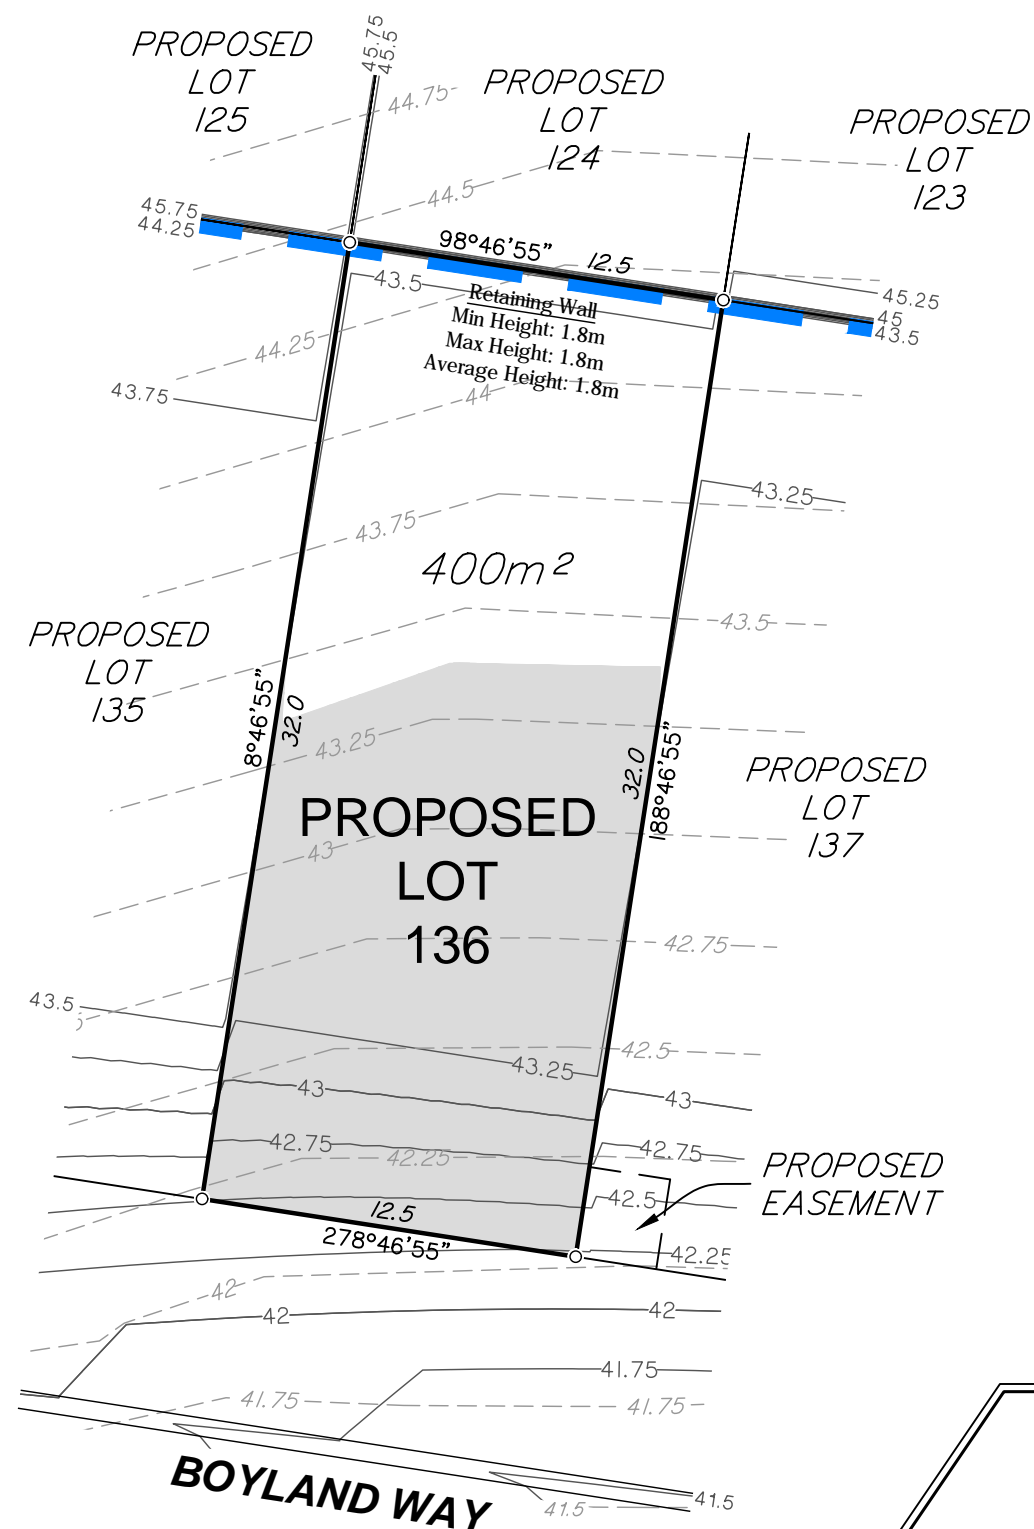 45.75
45.5
PROPOSED
LOT
125
44.75
PROPOSED
LOT
124
PROPOSED
LOT
123
44.5
45.75
44.25
98°46'55"
12.5
43.5
Retaining Wall
Min Height: 1.8m
Max Height: 1.8m
Average Height: 1.8m
45.25
45
43.5
44.25
43.75
44
43.25
43.75
400m²
43.5
PROPOSED
LOT
135
8°46'55"
32.0
43.25
32.0
188°46'55"
PROPOSED
LOT
137
PROPOSED
LOT
136
43
42.75
43.5
42.5
43.25
43
43
42.75
42.25
42.75
PROPOSED
EASEMENT
42.5
12.5
278°46'55"
42.25
42
42
42
41.75
41.75
41.75
BOYLAND WAY
41.5
41.5